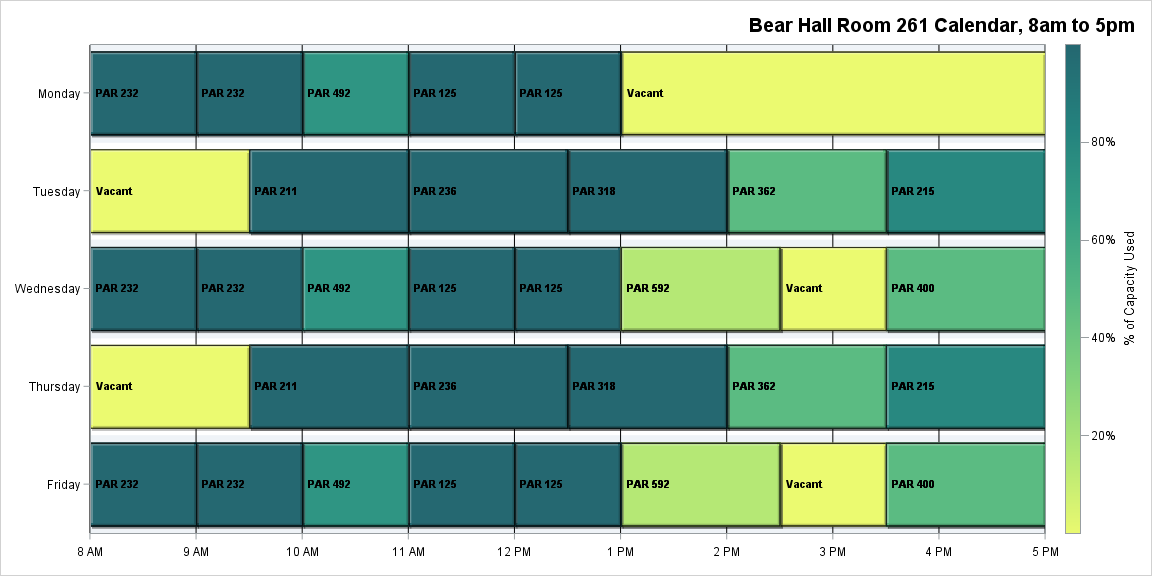 Bear Hall Room 261 Calendar, 8am to 5pm
Monday
PAR 232
PAR 232
PAR 492
PAR 125
PAR 125
Vacant
Tuesday
Vacant
PAR 211
PAR 236
PAR 318
PAR 362
PAR 215
Wednesday
PAR 232
PAR 232
PAR 492
PAR 125
PAR 125
PAR 592
Vacant
PAR 400
Thursday
Vacant
PAR 211
PAR 236
PAR 318
PAR 362
PAR 215
Friday
PAR 232
PAR 232
PAR 492
PAR 125
PAR 125
PAR 592
Vacant
PAR 400
8 AM
9 AM
10 AM
11 AM
12 PM
1 PM
2 PM
3 PM
4 PM
5 PM
80%
60%
40%
20%
% of Capacity Used